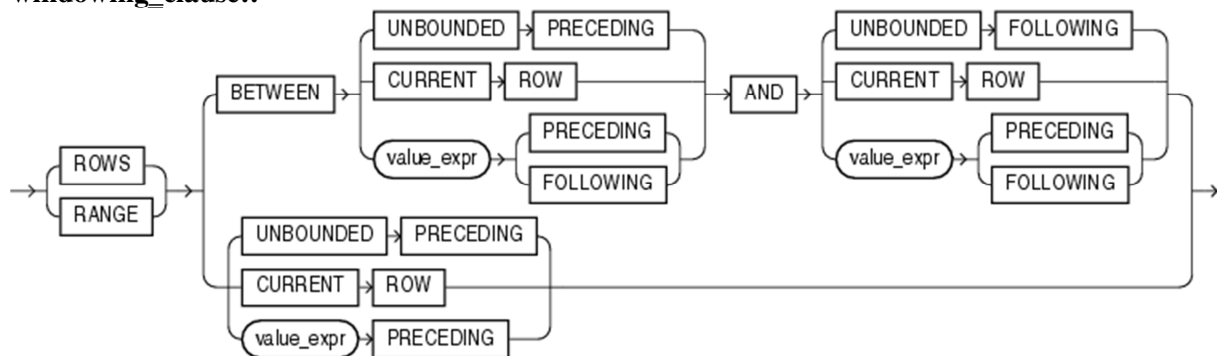 windowing_clause::
UNBOUNDED PRECEDING UNBOUNDED FOLLOWING
BETWEEN CURRENT ROW AND CURRENT ROW
value_expr PRECEDING value_expr PRECEDING
FOLLOWING FOLLOWING
ROWS
RANGE
UNBOUNDED PRECEDING
CURRENT ROW
value_expr PRECEDING